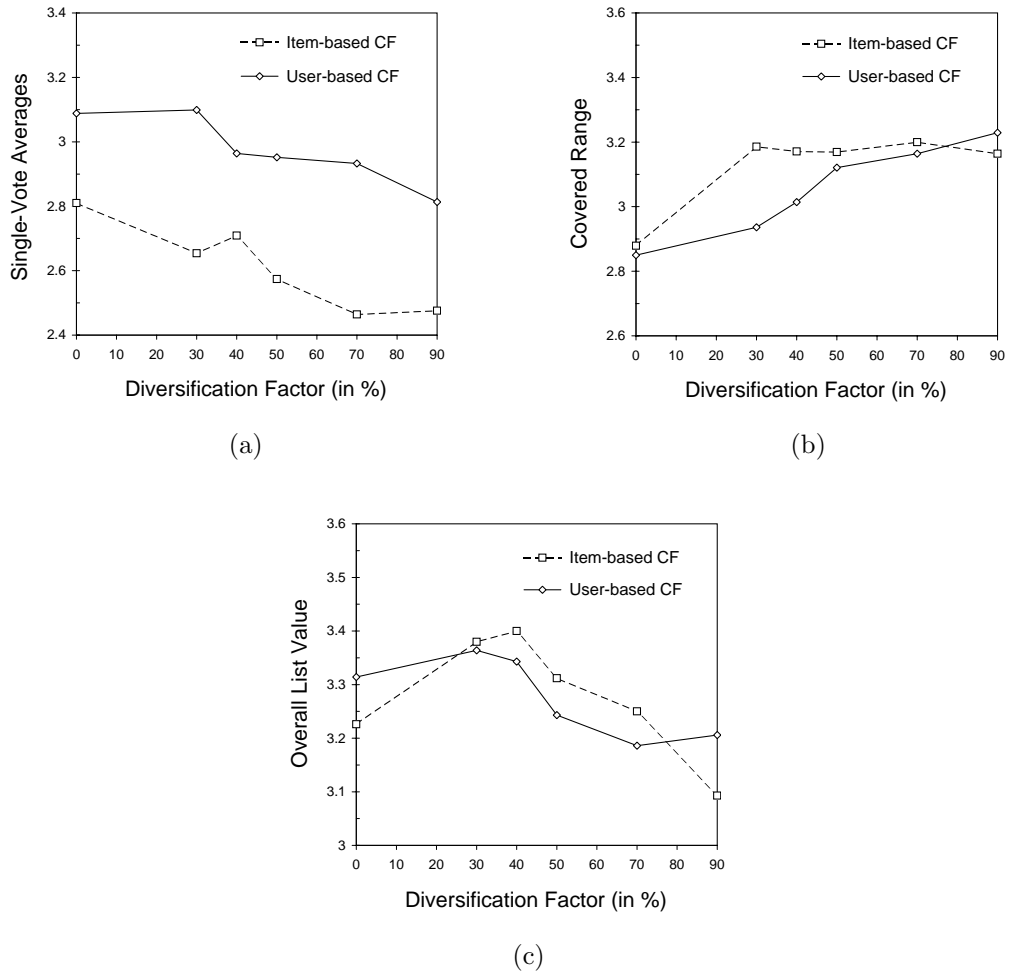 3.4
3.2
3
2.8
2.6
2.4
Single-Vote Averages
Item-based CF
User-based CF
0 10 20 30 40 50 60 70 80 90
Diversification Factor (in %)
(a)
3.6
3.4
3.2
3
2.8
2.6
Covered Range
Item-based CF
User-based CF
0 10 20 30 40 50 60 70 80 90
Diversification Factor (in %)
(b)
3.6
3.5
3.4
3.3
3.2
3.1
3
Overall List Value
Item-based CF
User-based CF
0 10 20 30 40 50 60 70 80 90
Diversification Factor (in %)
(c)